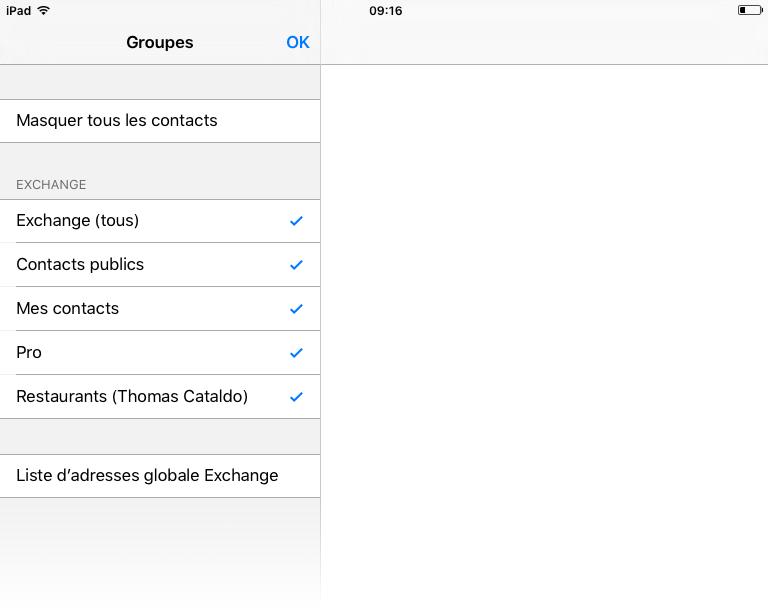 iPad 09:16
Groupes OK
Masquer tous les contacts
EXCHANGE
Exchange (tous)
Contacts publics
Mes contacts
Pro
Restaurants (Thomas Cataldo)
Liste d’adresses globale Exchange